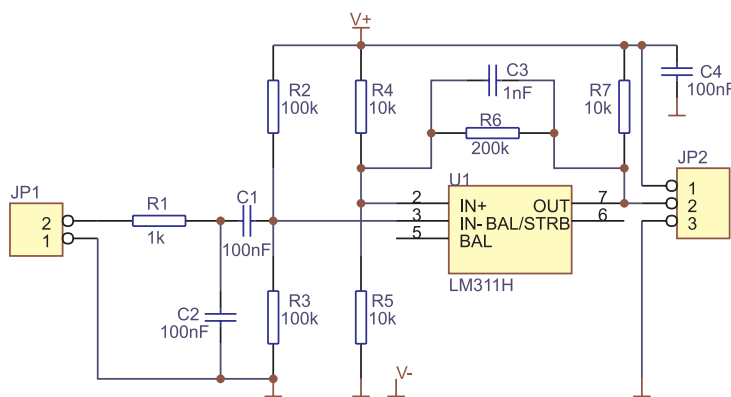 V+
R2
100k
R4
10k
C3
1nF
R6
200k
R7
10k
C4
100nF
JP1
2
1
R1
1k
C1
100nF
U1
2
3
5
IN+
IN-
BAL
OUT
BAL/STRB
7
6
LM311H
JP2
1
2
3
C2
100nF
R3
100k
R5
10k
V-